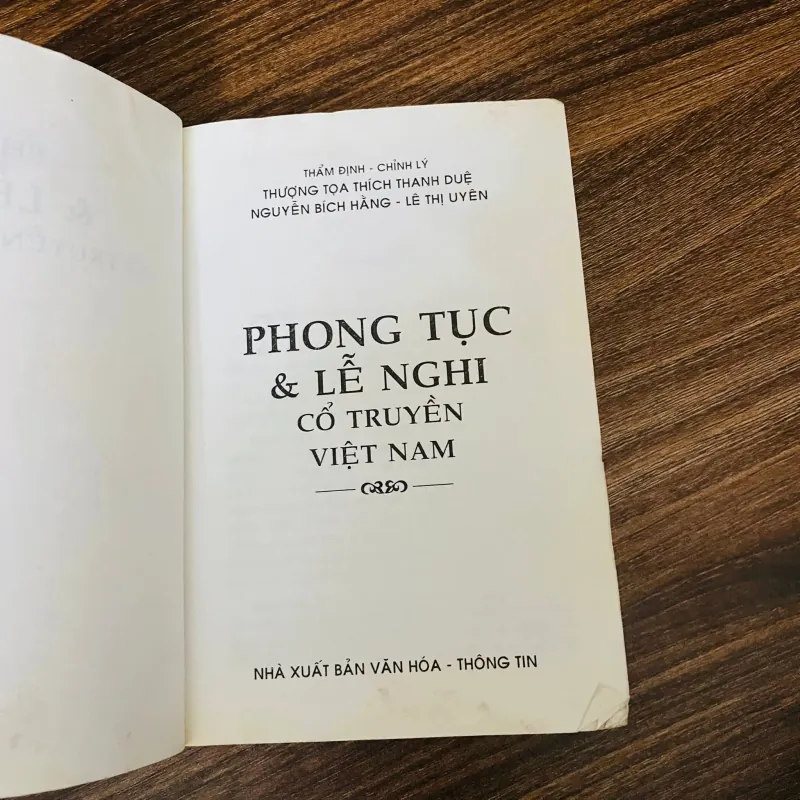 THẨM ĐỊNH - CHỈNH LÝ
THƯỢNG TỌA THÍCH THANH DUỆ
NGUYỄN BÍCH HẰNG - LÊ THỊ UYÊN
PHONG TỤC
& LỄ NGHI
CỔ TRUYỀN
VIỆT NAM
NHÀ XUẤT BẢN VĂN HÓA - THÔNG TIN